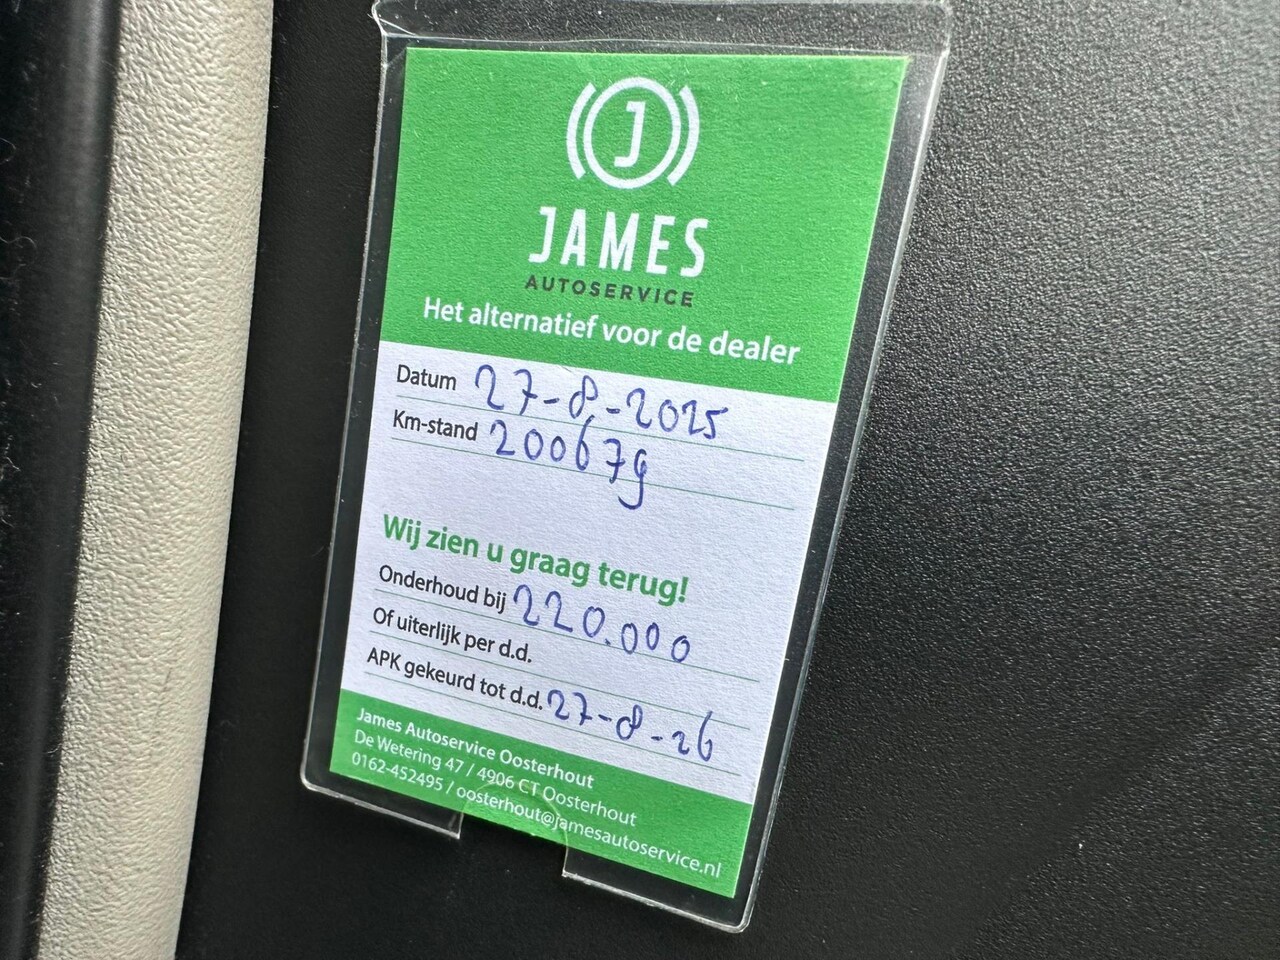 J
JAMES
AUTOSERVICE
Het alternatief voor de dealer
Datum 27-8-2025
Km-stand 200679
Wij zien u graag terug!
Onderhoud bij 220.000
Of uiterlijk per d.d.
APK gekeurd tot d.d. 27-8-26
James Autoservice Oosterhout
De Wetering 47 / 4906 CT Oosterhout
0162-452495 / oosterhout@jamesautoservice.nl